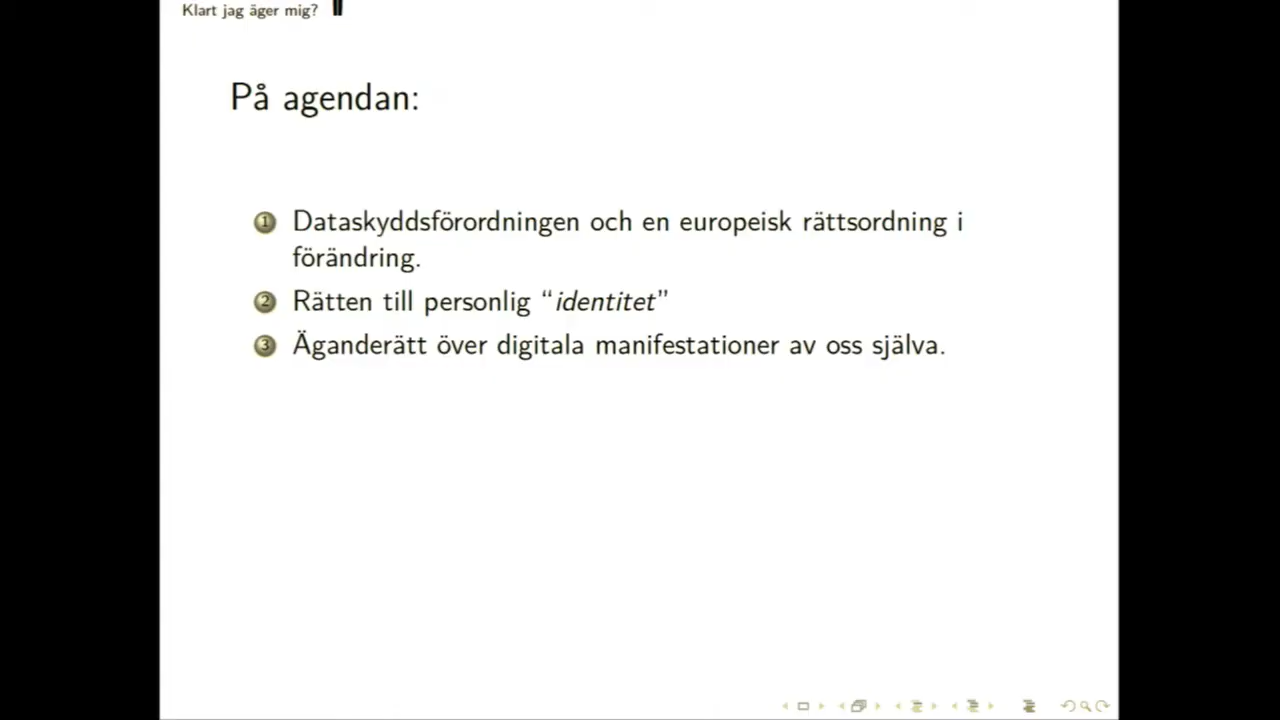 Klart jag äger mig?
På agendan:
1 Dataskyddsförordningen och en europeisk rättsordning i
förändring.
2 Rätten till personlig “identitet”
3 Äganderätt över digitala manifestationer av oss själva.